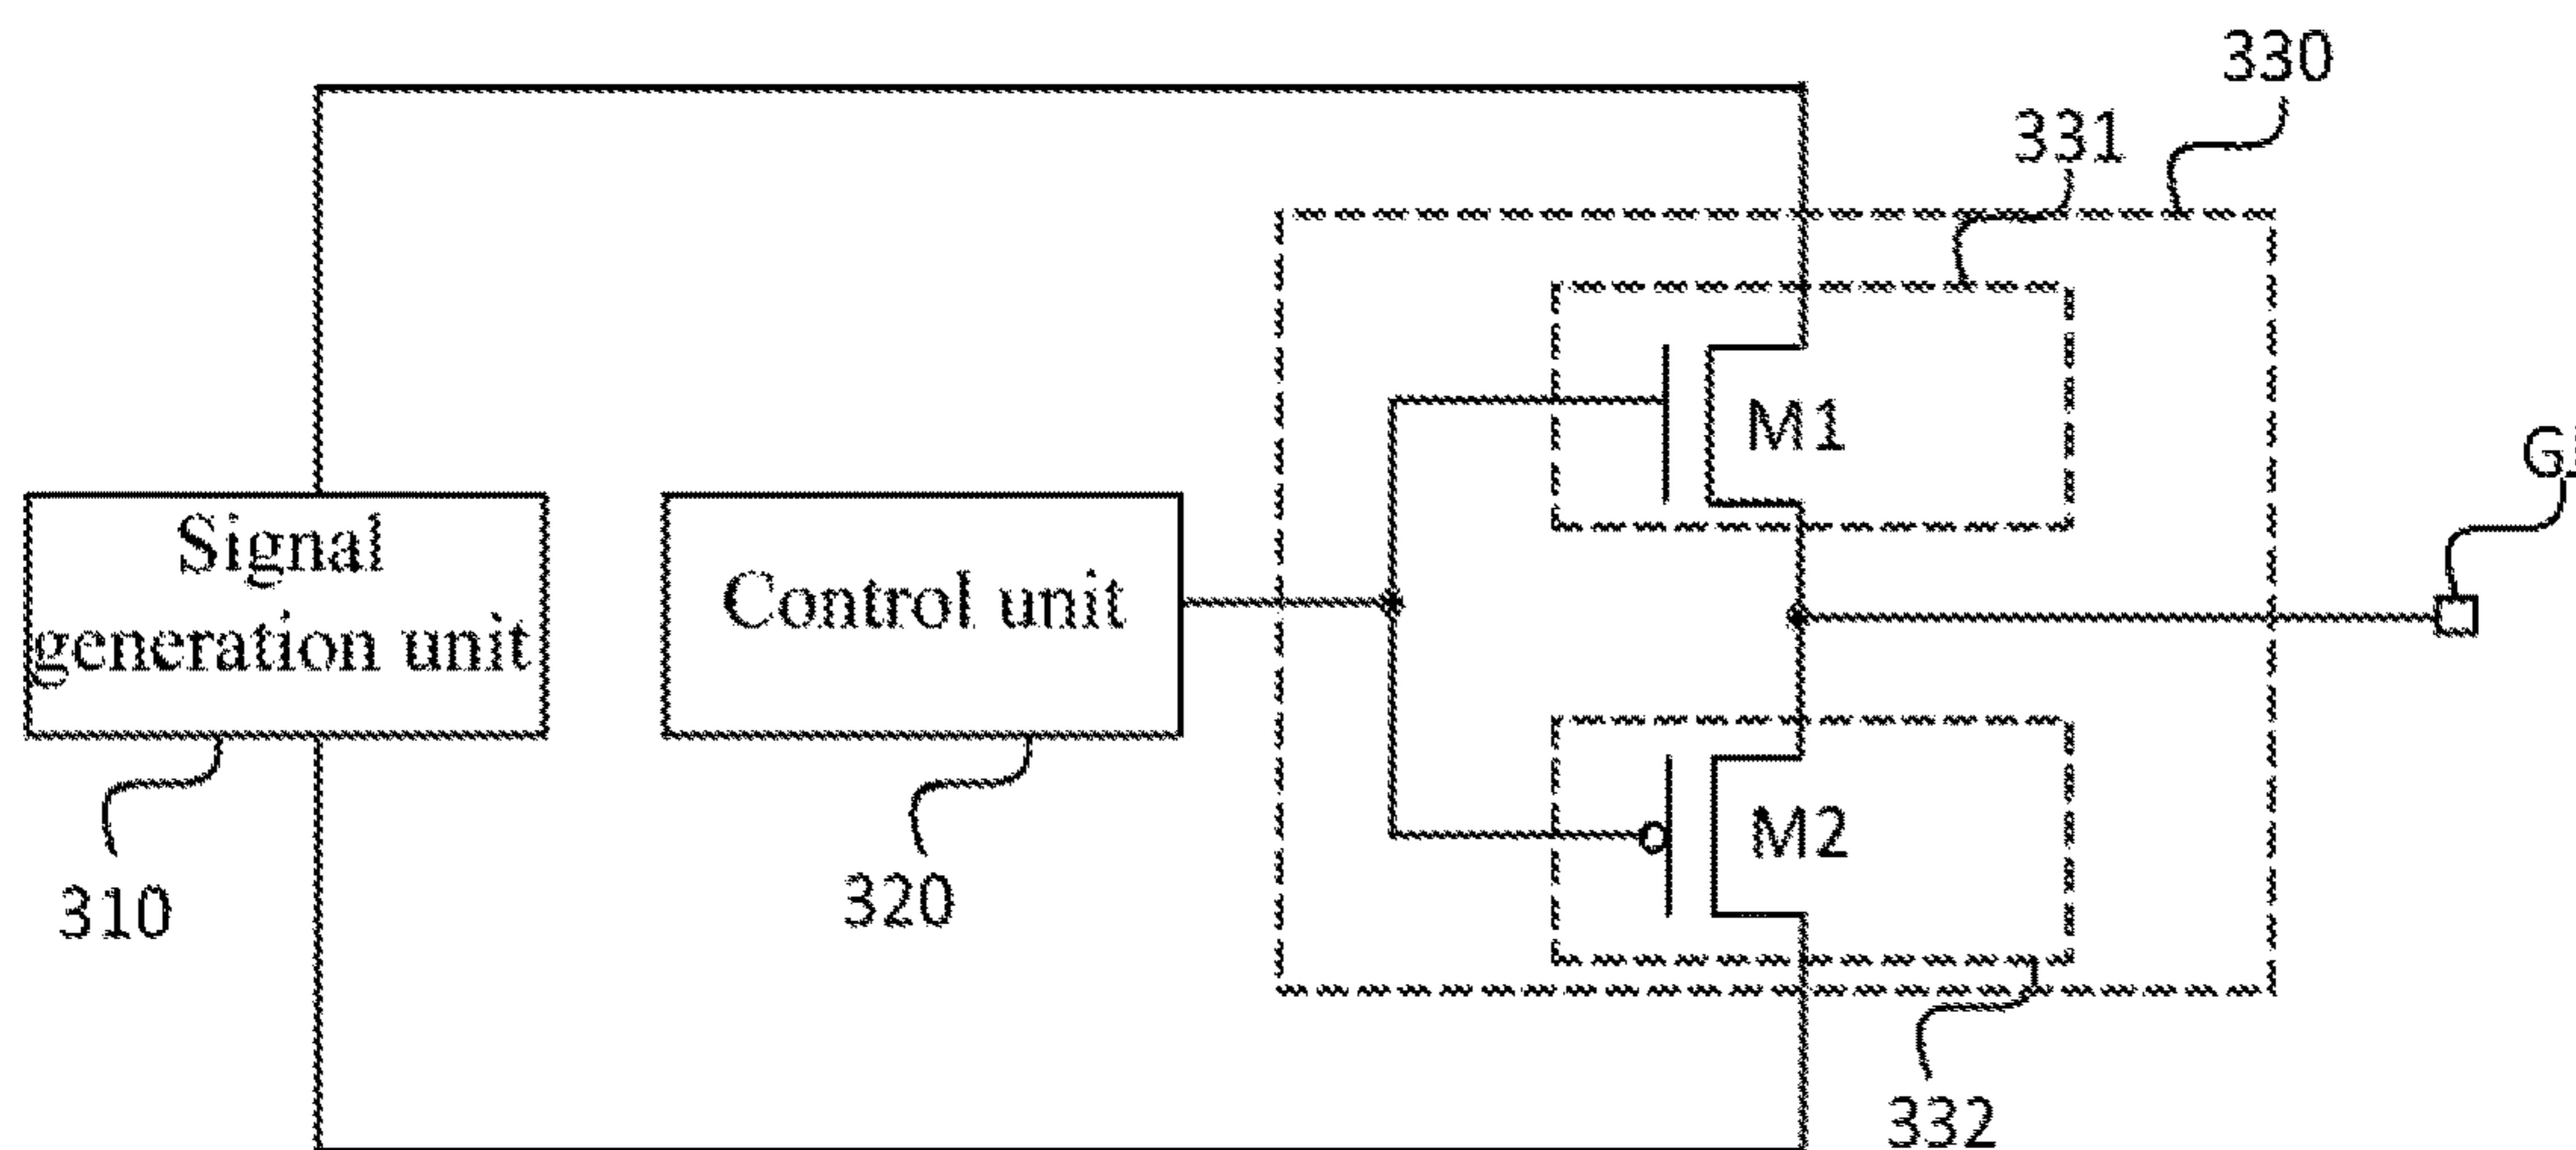 330
331
M1
Signal
generation unit
Control unit
M2
310
320
332